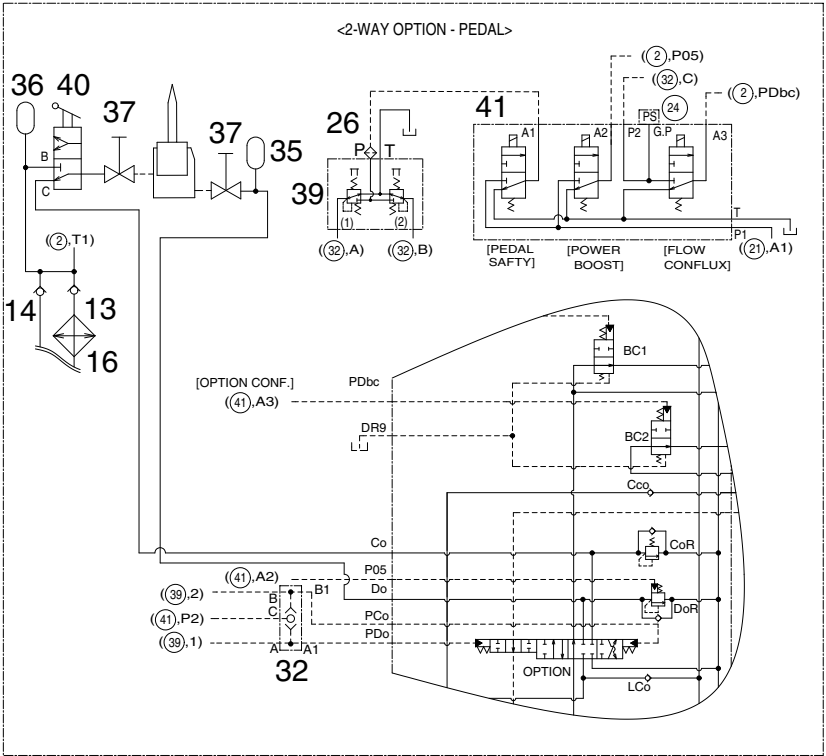 <2-WAY OPTION - PEDAL>
36
40
37
37
35
B
C
26
P
T
39
(1)
(2)
(32,A)
(32,B)
(2,P05)
(32,C)
(2,PDbc)
41
PS
24
A1
A2
P2
G.P
A3
T
P1
(21,A1)
[PEDAL SAFTY]
[POWER BOOST]
[FLOW CONFLUX]
(2,T1)
14
13
16
[OPTION CONF.]
PDbc
(41,A3)
DR9
BC1
BC2
Cco
Co
CoR
P05
(41,A2)
Do
DoR
(39,2)
B
B1
PCo
(41,P2)
C
PDo
(39,1)
A
A1
32
OPTION
LCo